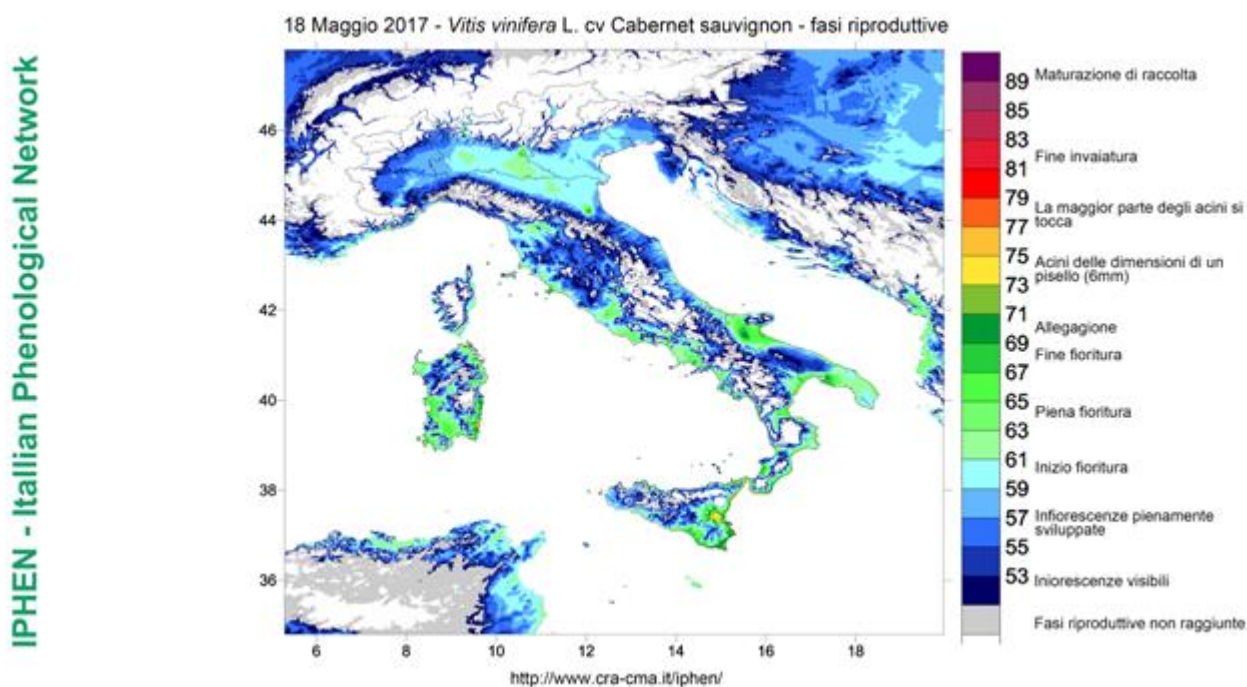 IPHEN - Itallian Phenological Network
18 Maggio 2017 - Vitis vinifera L. cv Cabernet sauvignon - fasi riproduttive
46
44
42
40
38
36
6
8
10
12
14
16
18
http://www.cra-cma.it/iphen/
89
85
83
81
79
77
75
73
71
69
67
65
63
61
59
57
55
53
Maturazione di raccolta
Fine invaiatura
La maggior parte degli acini si
tocca
Acini delle dimensioni di un
pisello (6mm)
Allegagione
Fine fioritura
Piena fioritura
Inizio fioritura
Infiorescenze pienamente
sviluppate
Iniorescenze visibili
Fasi riproduttive non raggiunte